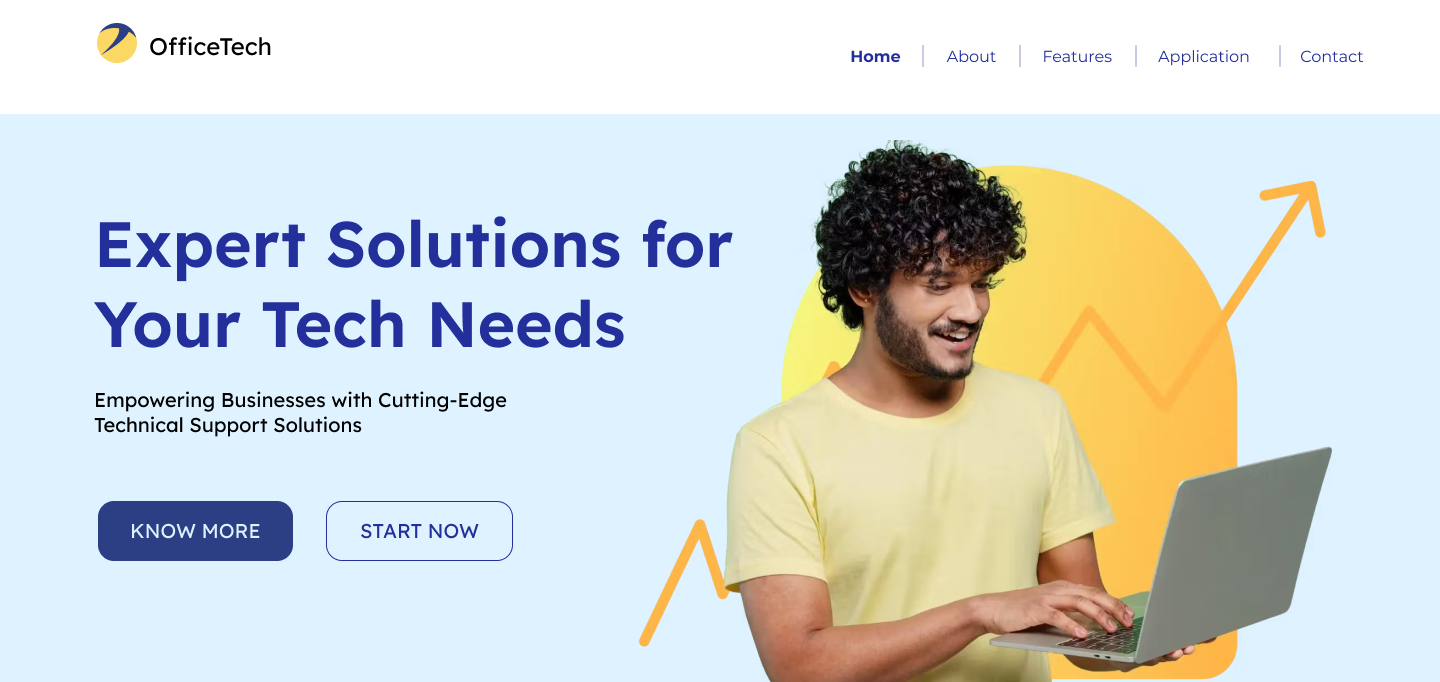 OfficeTech
Home
About
Features
Application
Contact
Expert Solutions for
Your Tech Needs
Empowering Businesses with Cutting-Edge
Technical Support Solutions
KNOW MORE
START NOW